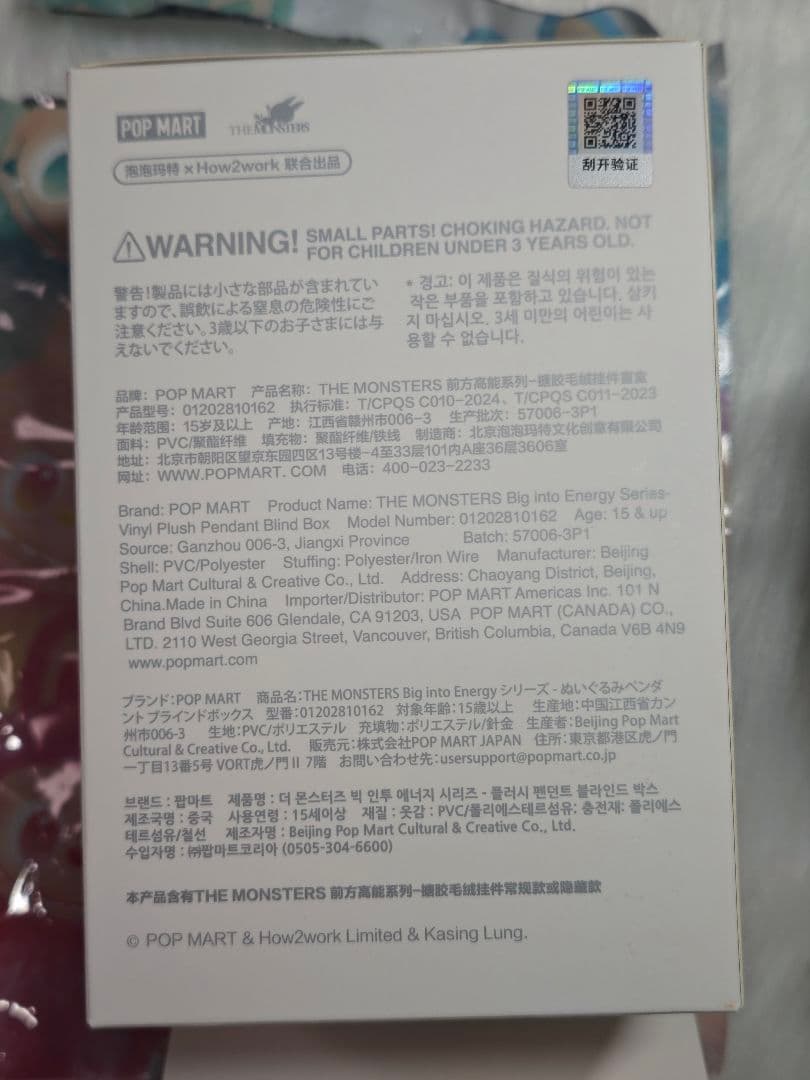 POP MART
THE MONSTERS
泡泡玛特 × How2work 联合出品
刮开验证
WARNING! SMALL PARTS! CHOKING HAZARD. NOT
FOR CHILDREN UNDER 3 YEARS OLD.
警告!製品には小さな部品が含まれてい
ますので、誤飲による窒息の危険性にご
注意ください。3歳以下のお子さまには与
えないでください。
* 경고: 이 제품은 질식의 위험이 있는
작은 부품을 포함하고 있습니다. 삼키
지 마십시오. 3세 미만의 어린이는 사
용할 수 없습니다.
品牌: POP MART 产品名称: THE MONSTERS 前方高能系列-搪胶毛绒挂件盲盒
产品型号: 01202810162 执行标准: T/CPQS C010-2024、T/CPQS C011-2023
年龄范围: 15岁及以上 产地: 江西省赣州市006-3 生产批次: 57006-3P1
面料: PVC/聚酯纤维 填充物: 聚酯纤维/铁线 制造商: 北京泡泡玛特文化创意有限公司
地址: 北京市朝阳区望京东园四区13号楼-4至33层101内A座36层3606室
网址: WWW.POPMART.COM 电话: 400-023-2233
Brand: POP MART Product Name: THE MONSTERS Big into Energy Series-
Vinyl Plush Pendant Blind Box Model Number: 01202810162 Age: 15 & up
Source: Ganzhou 006-3, Jiangxi Province Batch: 57006-3P1
Shell: PVC/Polyester Stuffing: Polyester/Iron Wire Manufacturer: Beijing
Pop Mart Cultural & Creative Co., Ltd. Address: Chaoyang District, Beijing,
China.Made in China Importer/Distributor: POP MART Americas Inc. 101 N
Brand Blvd Suite 606 Glendale, CA 91203, USA POP MART (CANADA) CO.,
LTD. 2110 West Georgia Street, Vancouver, British Columbia, Canada V6B 4N9
www.popmart.com
ブランド:POP MART 商品名:THE MONSTERS Big into Energy シリーズ - ぬいぐるみペンダ
ント ブラインドボックス 型番:01202810162 対象年齢:15歳以上 生産地:中国江西省カン
州市006-3 生地:PVC/ポリエステル 充填物:ポリエステル/針金 生産者:Beijing Pop Mart
Cultural & Creative Co., Ltd. 販売元:株式会社POP MART JAPAN 住所:東京都港区虎ノ門
一丁目13番5号 VORT虎ノ門 II 7階 お問い合わせ先:usersupport@popmart.co.jp
브랜드 : 팝마트 제품명 : 더 몬스터즈 빅 인투 에너지 시리즈 - 플러시 펜던트 블라인드 박스
제조국명 : 중국 사용연령 : 15세이상 재질 : 옷감 : PVC/폴리에스테르섬유: 충전재: 폴리에스
테르섬유/철선 제조자명 : Beijing Pop Mart Cultural & Creative Co., Ltd.
수입자명 : ㈜팝마트코리아 (0505-304-6600)
本产品含有THE MONSTERS 前方高能系列-搪胶毛绒挂件常规款或隐藏款
© POP MART & How2work Limited & Kasing Lung.